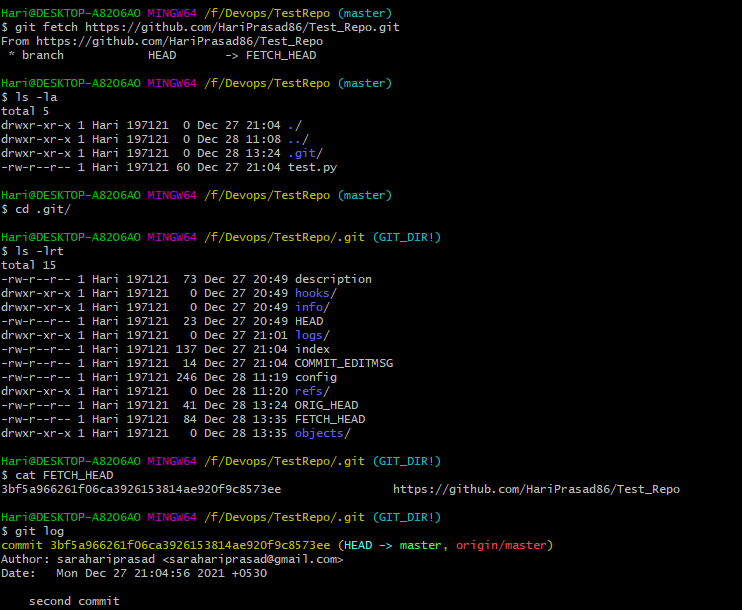 Hari@DESKTOP-A8206AO MINGW64 /f/Devops/TestRepo (master)
$ git fetch https://github.com/HariPrasad86/Test_Repo.git
From https://github.com/HariPrasad86/Test_Repo
 * branch            HEAD       -> FETCH_HEAD

Hari@DESKTOP-A8206AO MINGW64 /f/Devops/TestRepo (master)
$ ls -la
total 5
drwxr-xr-x 1 Hari 197121  0 Dec 27 21:04 ./
drwxr-xr-x 1 Hari 197121  0 Dec 28 11:08 ../
drwxr-xr-x 1 Hari 197121  0 Dec 28 13:24 .git/
-rw-r--r-- 1 Hari 197121 60 Dec 27 21:04 test.py

Hari@DESKTOP-A8206AO MINGW64 /f/Devops/TestRepo (master)
$ cd .git/

Hari@DESKTOP-A8206AO MINGW64 /f/Devops/TestRepo/.git (GIT_DIR!)
$ ls -lrt
total 15
-rw-r--r-- 1 Hari 197121  73 Dec 27 20:49 description
drwxr-xr-x 1 Hari 197121   0 Dec 27 20:49 hooks/
drwxr-xr-x 1 Hari 197121   0 Dec 27 20:49 info/
-rw-r--r-- 1 Hari 197121  23 Dec 27 20:49 HEAD
drwxr-xr-x 1 Hari 197121   0 Dec 27 21:01 logs/
-rw-r--r-- 1 Hari 197121 137 Dec 27 21:04 index
-rw-r--r-- 1 Hari 197121  14 Dec 27 21:04 COMMIT_EDITMSG
-rw-r--r-- 1 Hari 197121 246 Dec 28 11:19 config
drwxr-xr-x 1 Hari 197121   0 Dec 28 11:20 refs/
-rw-r--r-- 1 Hari 197121  41 Dec 28 13:24 ORIG_HEAD
-rw-r--r-- 1 Hari 197121  84 Dec 28 13:35 FETCH_HEAD
drwxr-xr-x 1 Hari 197121   0 Dec 28 13:35 objects/

Hari@DESKTOP-A8206AO MINGW64 /f/Devops/TestRepo/.git (GIT_DIR!)
$ cat FETCH_HEAD
3bf5a966261f06ca3926153814ae920f9c8573ee                https://github.com/HariPrasad86/Test_Repo

Hari@DESKTOP-A8206AO MINGW64 /f/Devops/TestRepo/.git (GIT_DIR!)
$ git log
commit 3bf5a966261f06ca3926153814ae920f9c8573ee (HEAD -> master, origin/master)
Author: sarahariprasad <sarahariprasad@gmail.com>
Date:   Mon Dec 27 21:04:56 2021 +0530

    second commit